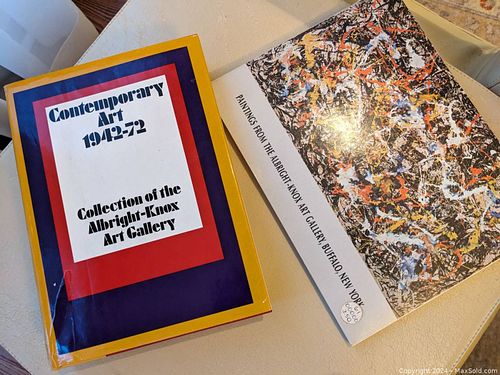 Contemporary
Art
1942-72
Collection of the
Albright-Knox
Art Gallery
PAINTINGS FROM THE ALBRIGHT-KNOX ART GALLERY, BUFFALO, NEW YORK
Copyright 2024 - MaxSold.com